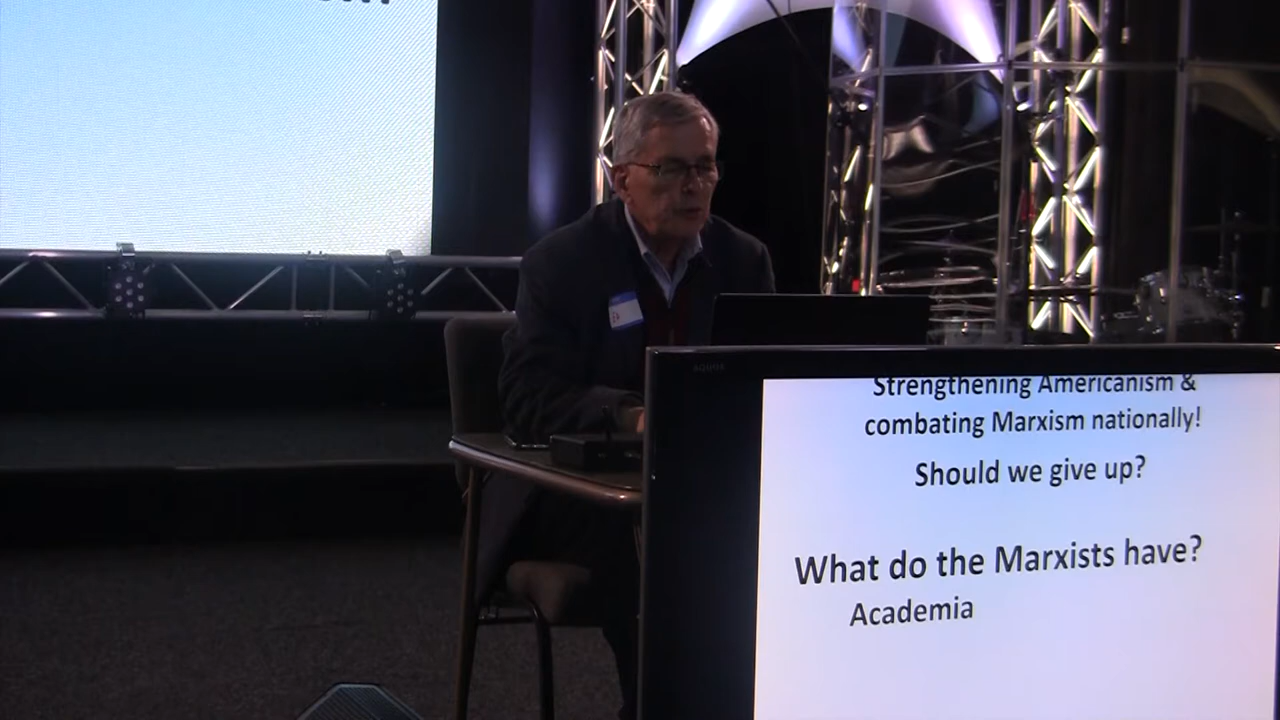 Strengthening Americanism &
combating Marxism nationally!
Should we give up?
What do the Marxists have?
Academia